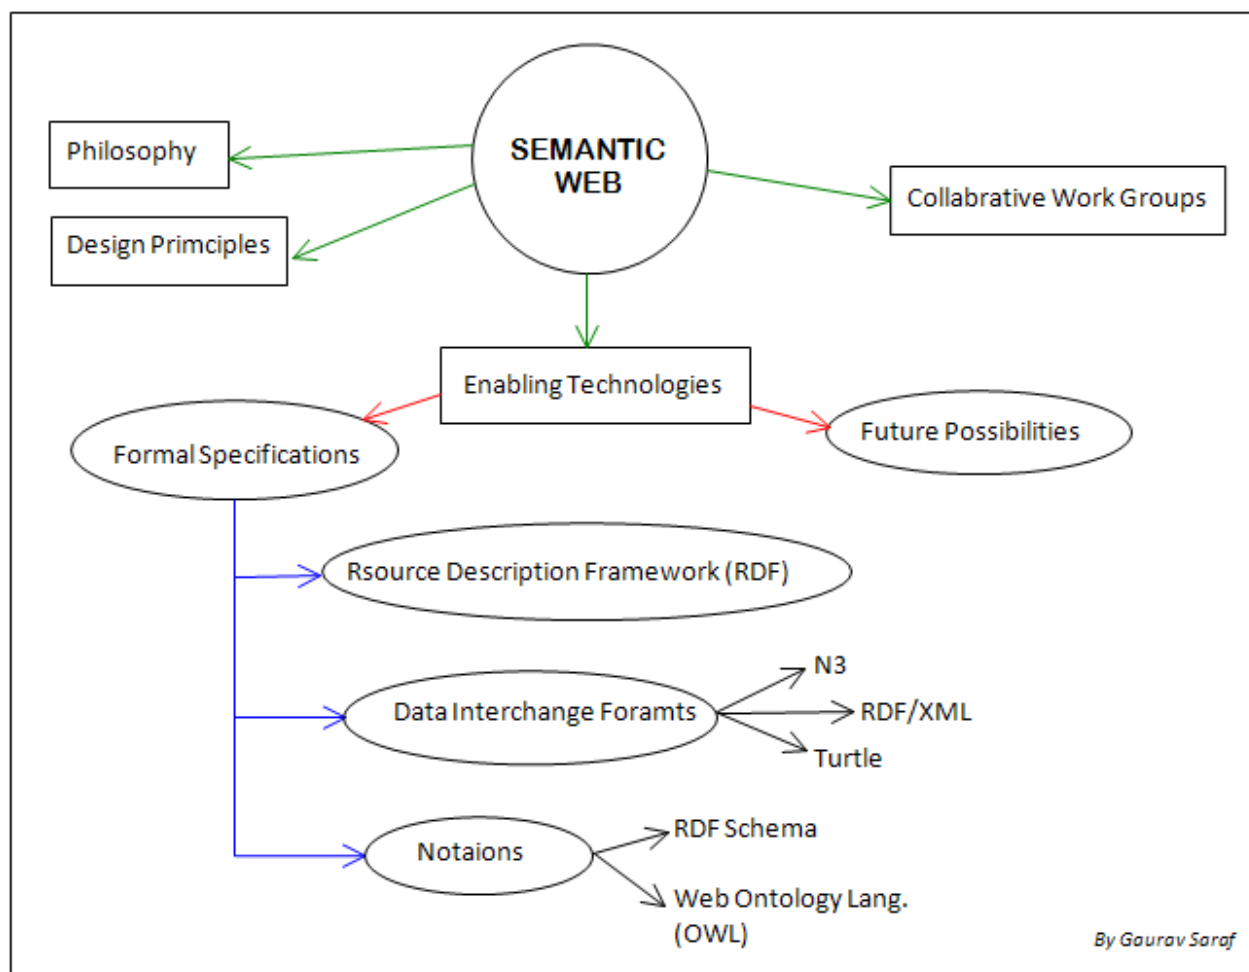 SEMANTIC
WEB
Philosophy
Collabrative Work Groups
Design Primciples
Enabling Technologies
Future Possibilities
Formal Specifications
Rsource Description Framework (RDF)
N3
Data Interchange Foramts
RDF/XML
Turtle
RDF Schema
Notaions
Web Ontology Lang.
(OWL)
By Gaurav Saraf